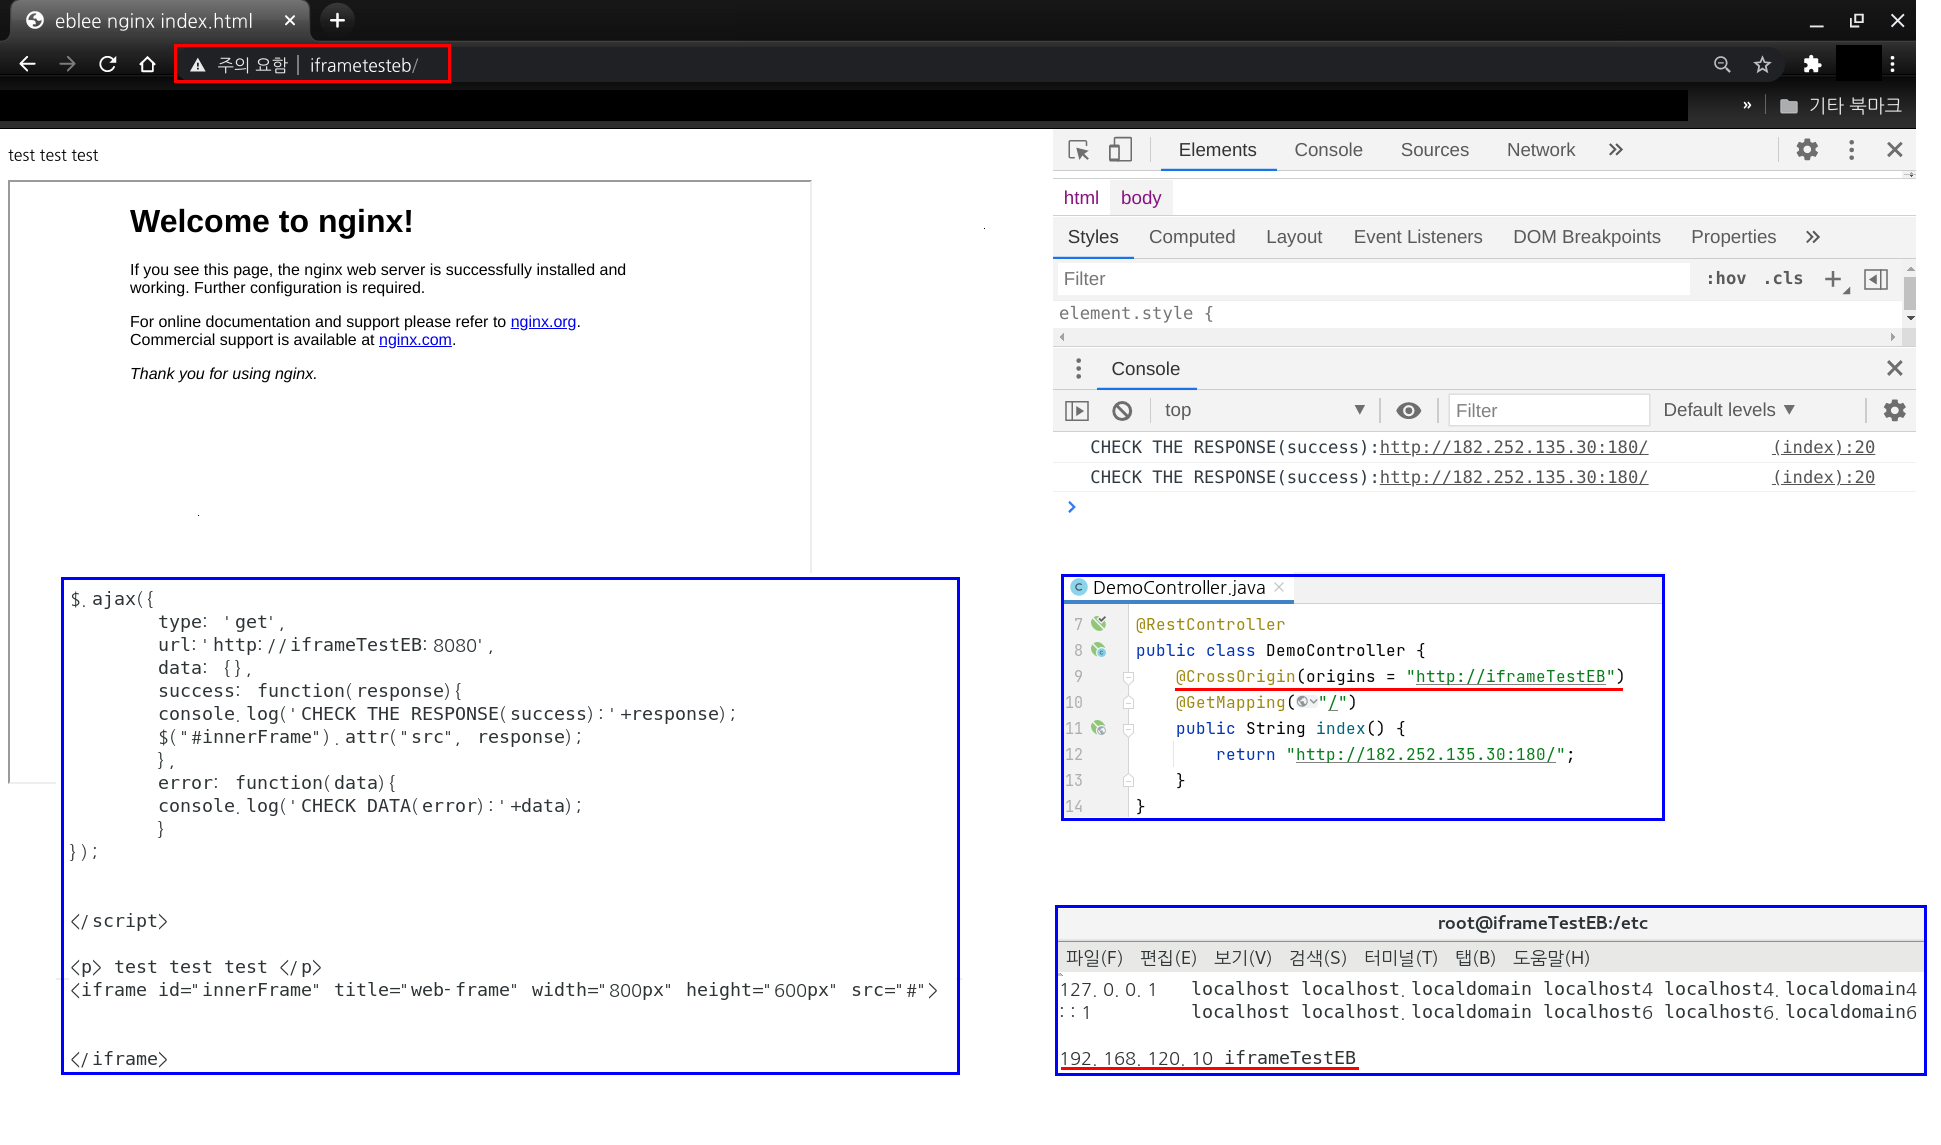 eblee nginx index.html
주의 요함 | iframetesteb/
» 기타 북마크
test test test
Welcome to nginx!
If you see this page, the nginx web server is successfully installed and
working. Further configuration is required.
For online documentation and support please refer to nginx.org.
Commercial support is available at nginx.com.
Thank you for using nginx.
Elements Console Sources Network »
html body
Styles Computed Layout Event Listeners DOM Breakpoints Properties »
Filter :hov .cls +
element.style {
Console
top Filter Default levels
CHECK THE RESPONSE(success):http://182.252.135.30:180/ (index):20
CHECK THE RESPONSE(success):http://182.252.135.30:180/ (index):20
$.ajax({
type: 'get',
url:'http://iframeTestEB:8080',
data: {},
success: function(response){
console.log('CHECK THE RESPONSE(success):'+response);
$("#innerFrame").attr("src", response);
},
error: function(data){
console.log('CHECK DATA(error):'+data);
}
});
</script>
<p> test test test </p>
<iframe id="innerFrame" title="web-frame" width="800px" height="600px" src="#">
</iframe>
DemoController.java
7 @RestController
8 public class DemoController {
9 @CrossOrigin(origins = "http://iframeTestEB")
10 @GetMapping("/")
11 public String index() {
12 return "http://182.252.135.30:180/";
13 }
14 }
root@iframeTestEB:/etc
파일(F) 편집(E) 보기(V) 검색(S) 터미널(T) 탭(B) 도움말(H)
127.0.0.1 localhost localhost.localdomain localhost4 localhost4.localdomain4
::1 localhost localhost.localdomain localhost6 localhost6.localdomain6
192.168.120.10 iframeTestEB